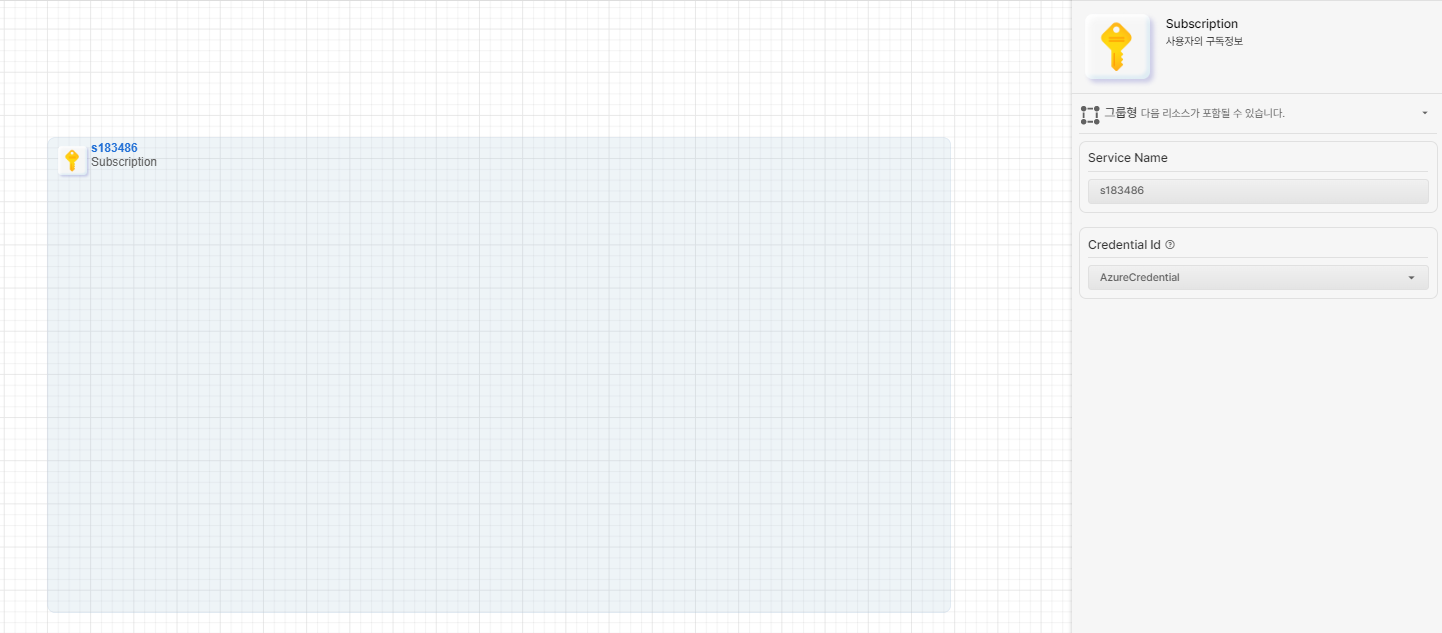 s183486
Subscription
Subscription
사용자의 구독정보
그룹형 다음 리소스가 포함될 수 있습니다.
Service Name
s183486
Credential Id
AzureCredential